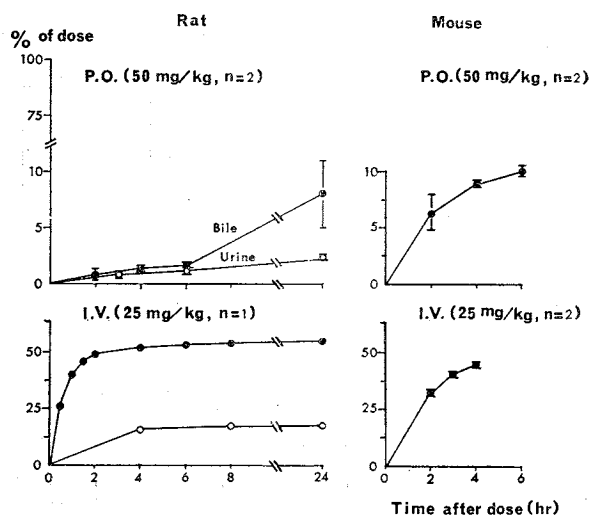 Rat
Mouse
% of dose
100
75
10
5
0
P.O. (50 mg/kg, n=2)
Bile
Urine
P.O. (50 mg/kg, n=2)
10
5
0
I.V. (25 mg/kg, n=1)
50
25
0
0 2 4 6 8 24
I.V. (25 mg/kg, n=2)
50
25
0
0 2 4 6
Time after dose (hr)